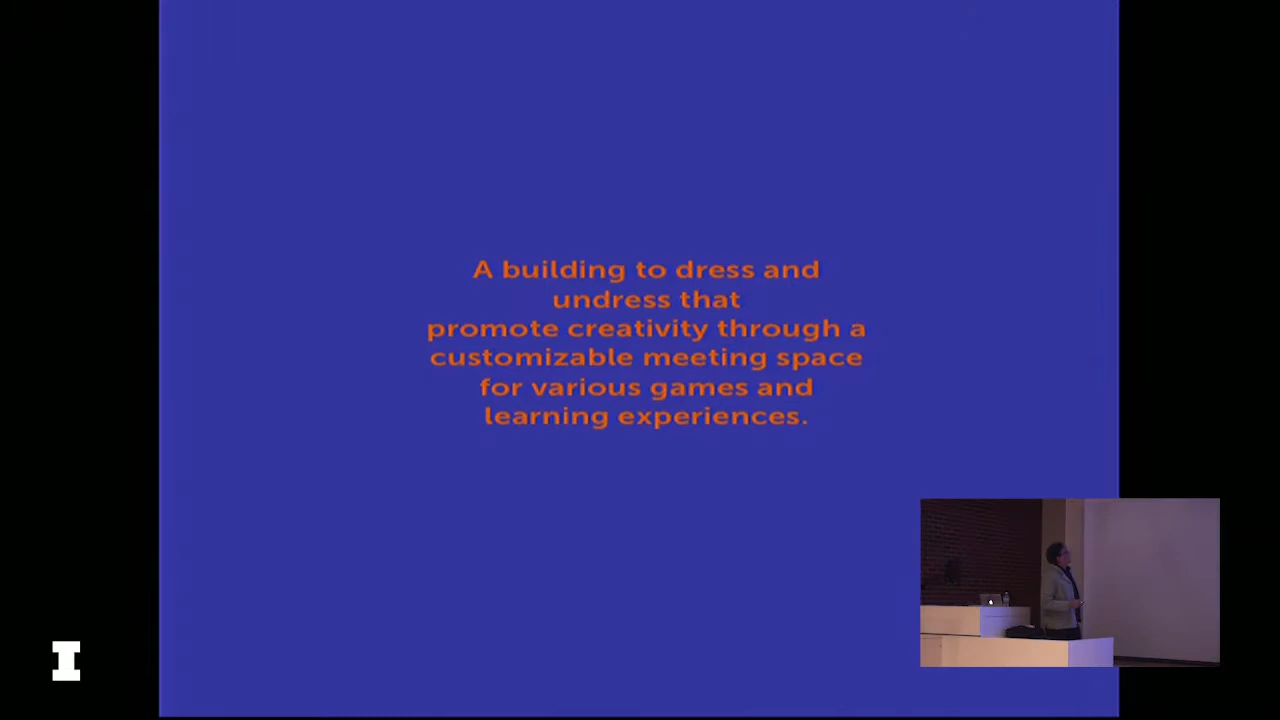 A building to dress and
undress that
promote creativity through a
customizable meeting space
for various games and
learning experiences.
I